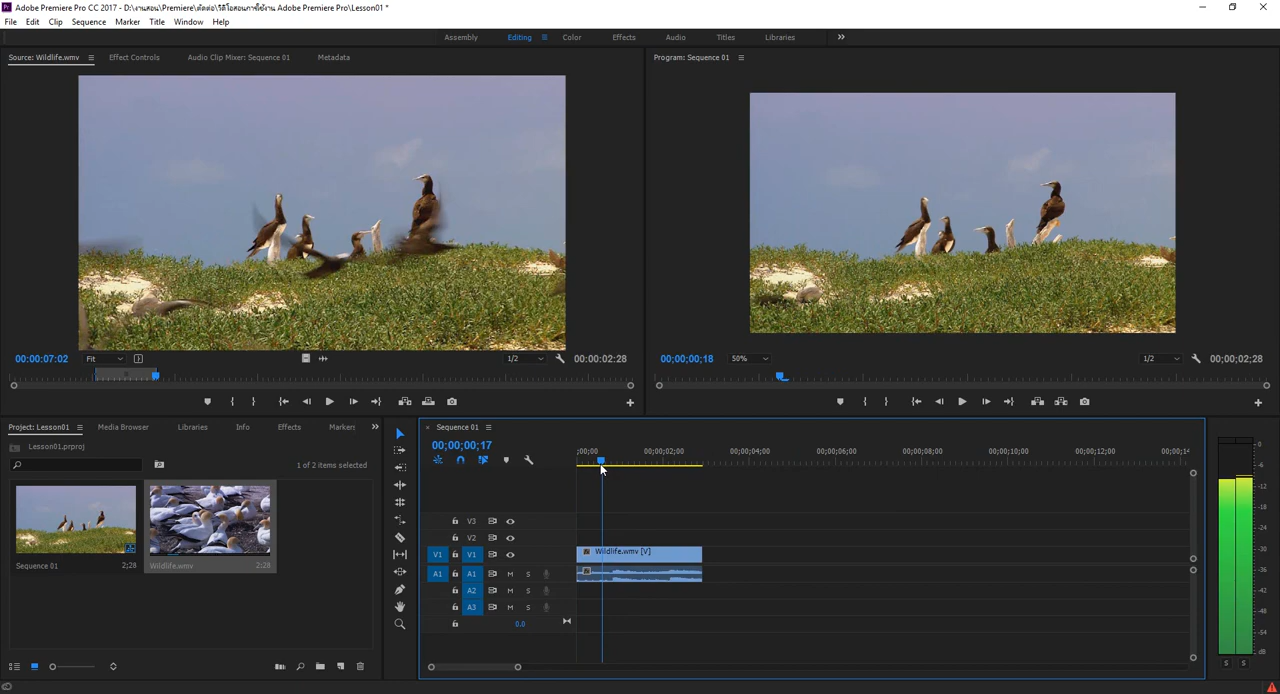 Adobe Premiere Pro CC 2017 - D:\งานสอน\Premiere\ตัดต่อ\วิดีโอสอนการใช้งาน Adobe Premiere Pro\Lesson01 *
File Edit Clip Sequence Marker Title Window Help
Assembly Editing Color Effects Audio Titles Libraries
Source: Wildlife.wmv Effect Controls Audio Clip Mixer: Sequence 01 Metadata
Program: Sequence 01
00:00:07:02 Fit 1/2 00:00:02:28
00;00;00;18 50% 1/2 00;00;02;28
Project: Lesson01 Media Browser Libraries Info Effects Markers
Lesson01.prproj
1 of 2 items selected
Sequence 01 2;28
Wildlife.wmv 2:28
Sequence 01
00;00;00;17
;00;00 00;00;02;00 00;00;04;00 00;00;06;00 00;00;08;00 00;00;10;00 00;00;12;00 00;00;14
V3
V2
V1 V1 Wildlife.wmv [V]
A1 A1 M S
A2 M S
A3 M S
0.0
0
-6
-12
-18
-24
-30
-36
-42
-48
-54
dB
S S